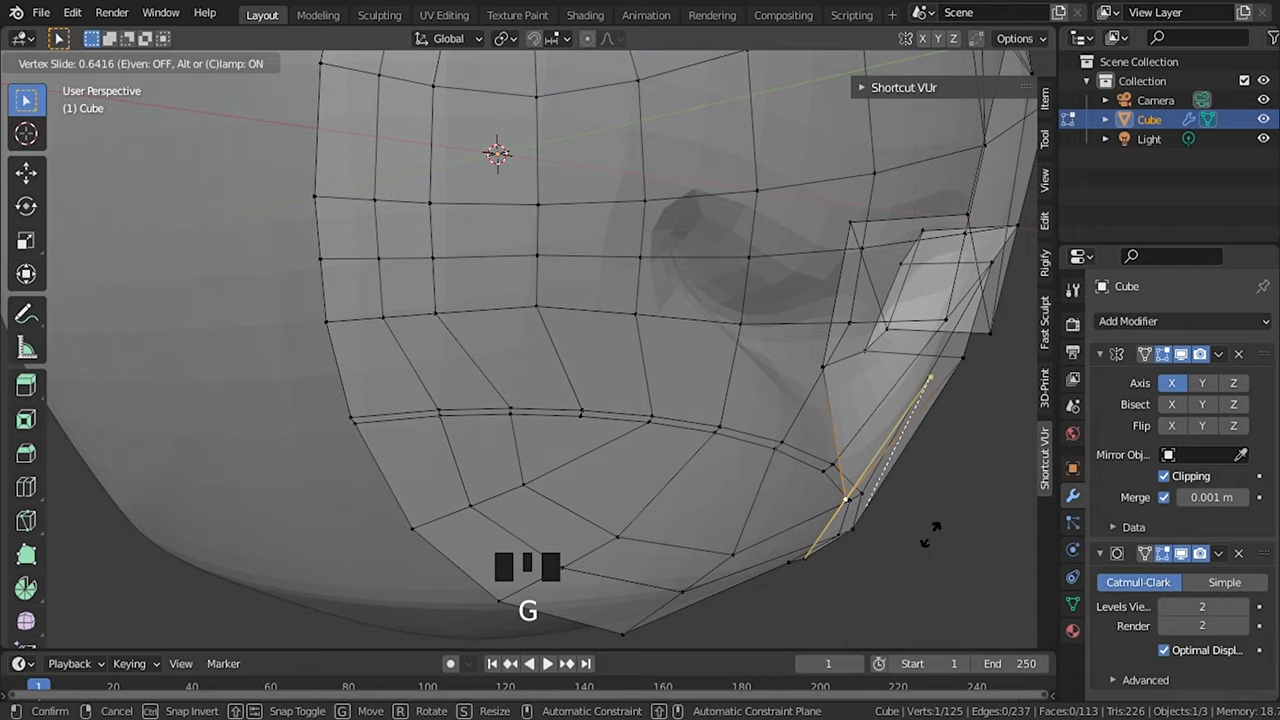 File Edit Render Window Help Layout Modeling Sculpting UV Editing Texture Paint Shading Animation Rendering Compositing Scripting Scene View Layer
Global X Y Z Options
Vertex Slide: 0.6416 (E)ven: OFF, Alt or (C)lamp: ON
User Perspective
(1) Cube
Shortcut VUr
Item
Tool
View
Edit
Rigify
Fast Sculpt
3D-Print
Shortcut VUr
G
Scene Collection
Collection
Camera
Cube
Light
Cube
Add Modifier
Axis X Y Z
Bisect X Y Z
Flip X Y Z
Mirror Obj...
Clipping
Merge 0.001 m
Data
Catmull-Clark Simple
Levels Vie... 2
Render 2
Optimal Displ...
Advanced
Playback Keying View Marker 1 Start 1 End 250
1 20 40 60 80 100 120 140 160 180 200 220 240
Confirm Cancel Ctrl Snap Invert Snap Toggle G Move R Rotate S Resize Automatic Constraint Automatic Constraint Plane Cube | Verts:1/125 | Edges:0/237 | Faces:0/113 | Tris:226 | Objects:1/3 | Memory: 18.